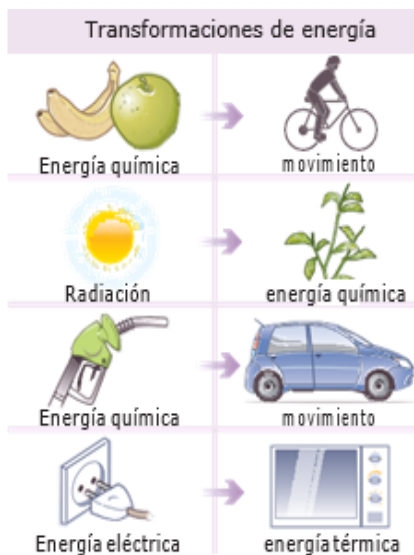 Transformaciones de energía
Energía química
movimiento
Radiación
energía química
Energía química
movimiento
Energía eléctrica
energía térmica